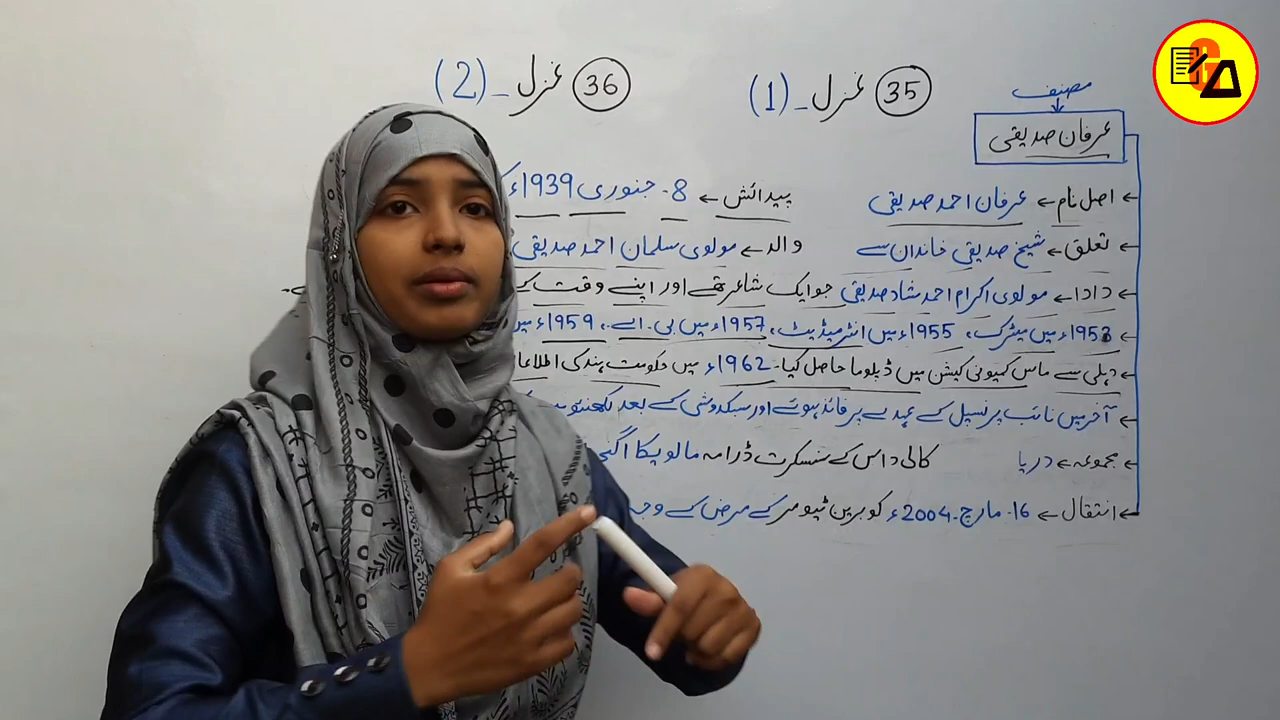 مصنف
35 غزل ۔ (1)
36 غزل ۔ (2)
عرفان صدیقی
← اصل نام ← عرفان احمد صدیقی
پیدائش ← 8 ۔ جنوری 1939ء
← تعلق ← شیخ صدیقی خاندان سے
والد ← مولوی سلمان احمد صدیقی
← دادا ← مولوی اکرام احمد شاد صدیقی جو ایک شاعر تھے اور اپنے وقت کے
← 1953ء میں میٹرک، 1955ء میں انٹرمیڈیٹ، 1957ء میں بی۔اے۔، 1959ء میں
← دہلی سے ماس کمیونی کیشن میں ڈپلوما حاصل کیا۔ 1962ء میں حکومت ہند کی اطلاعا
← آخر میں نائب پرنسپل کے عہدے پر فائز ہوئے اور سبکدوشی کے بعد لکھنؤ میں
← مجموعہ ← دریا
کالی داس کے سنسکرت ڈرامہ مالویکا اگنی
← انتقال ← 16 ۔ مارچ ۔ 2004ء کو برین ٹیومر کے مرض کے وجہ